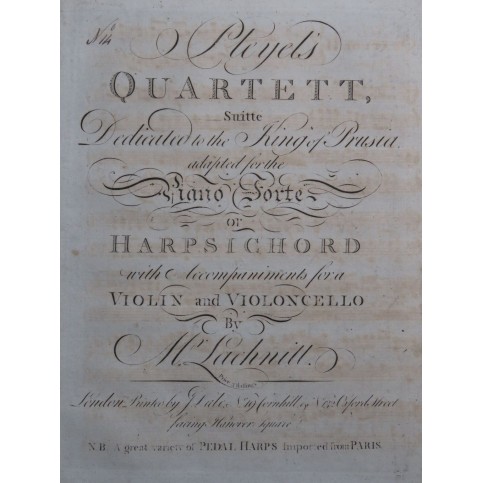 Pleyel's
QUARTETT,
Suitte
Dedicated to the King of Prusia
adapted for the
Piano Forte
or
HARPSICHORD
with Accompaniments for a
VIOLIN and VIOLONCELLO
By
Mr. Lachnitt.
London Printed by J. Dale, No 19 Cornhill, & No 132 Oxford Street
facing Hanover Square
N.B. A great variety of PEDAL HARPS Imported from PARIS.